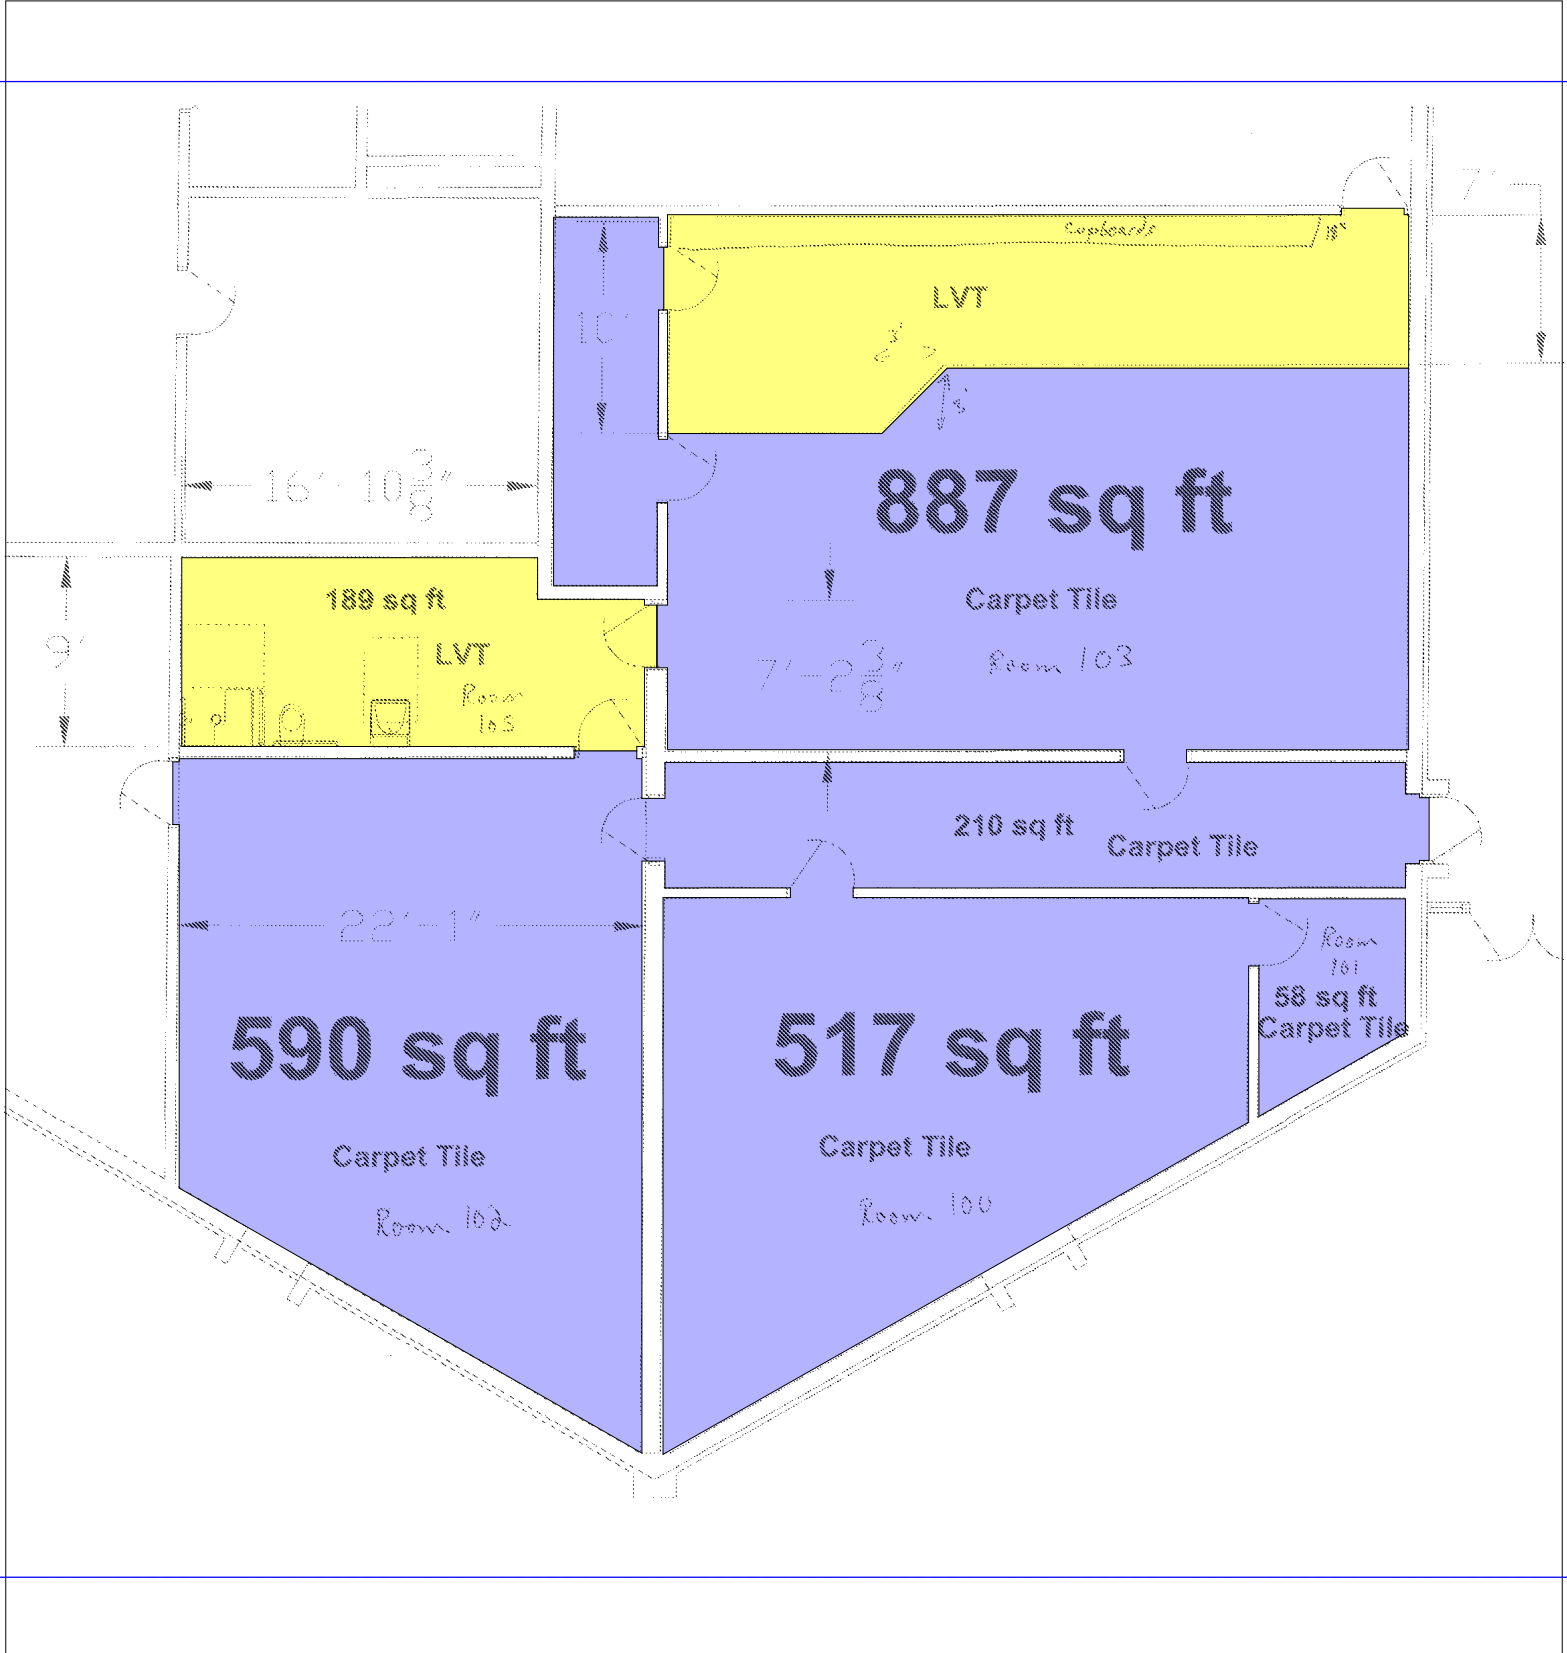 cupboards
18"
7'
LVT
10'
3'
3'
16'-10 3/8"
887 sq ft
189 sq ft
Carpet Tile
9'
LVT
Room 103
7'-2 3/8"
Room
105
210 sq ft
Carpet Tile
22'-1"
Room
101
58 sq ft
Carpet Tile
590 sq ft
517 sq ft
Carpet Tile
Carpet Tile
Room 102
Room 100